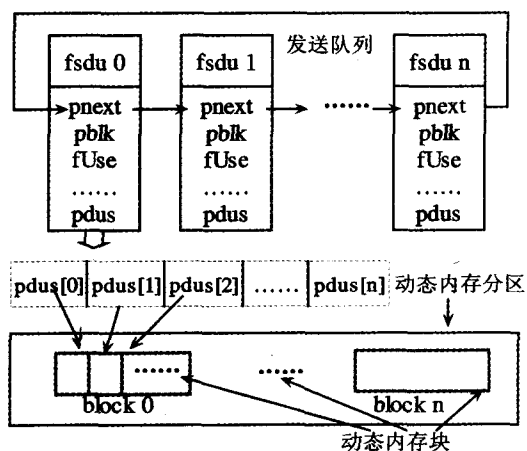 发送队列
fsdu 0 fsdu 1 fsdu n
pnext pnext …… pnext
pblk pblk pblk
fUse fUse fUse
…… …… ……
pdus pdus pdus
pdus[0] pdus[1] pdus[2] …… pdus[n] 动态内存分区
…… ……
block 0 block n
动态内存块